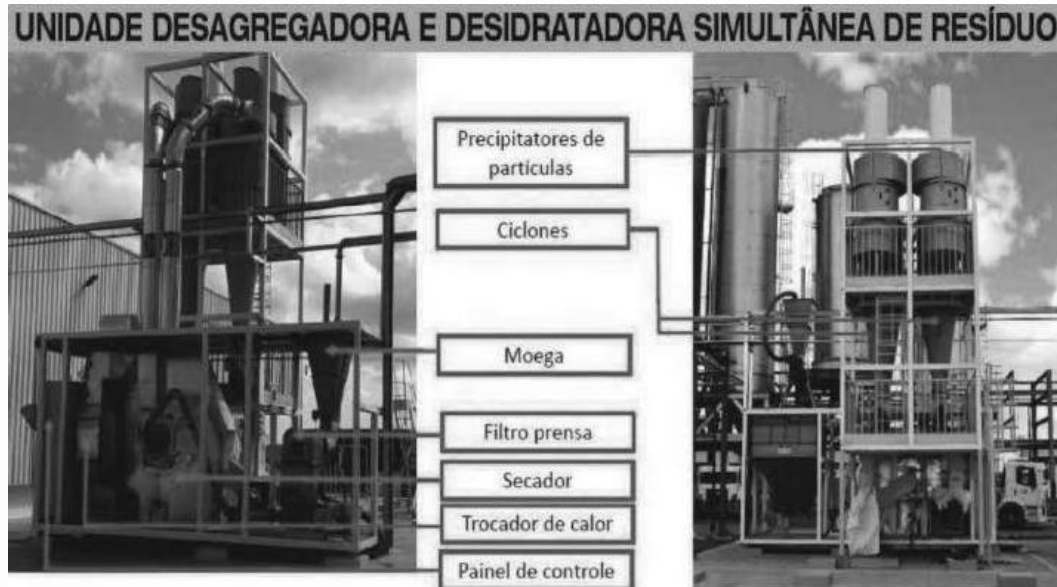 UNIDADE DESAGREGADORA E DESIDRATADORA SIMULTÂNEA DE RESÍDUO
Precipitatores de
partículas
Ciclones
Moega
Filtro prensa
Secador
Trocador de calor
Painel de controle